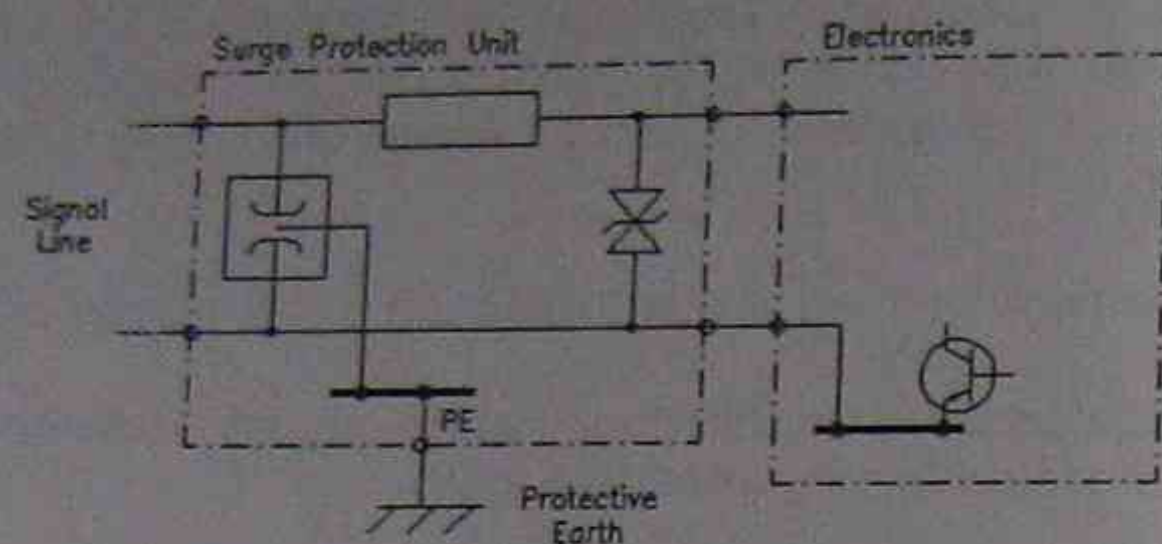 Surge Protection Unit
Electronics
Signal
Line
PE
Protective
Earth